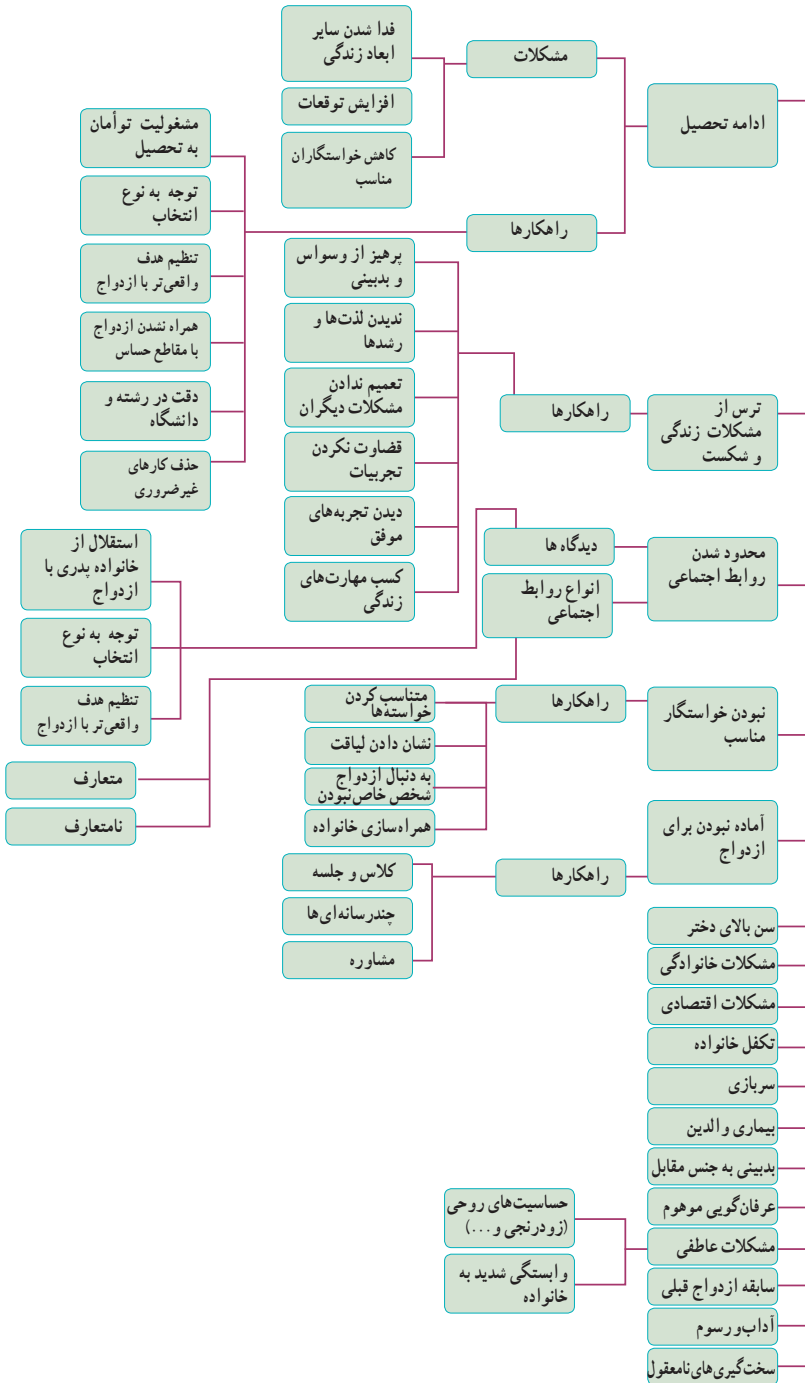 ادامه تحصیل
مشکلات
فدا شدن سایر
ابعاد زندگی
افزایش توقعات
کاهش خواستگاران
مناسب
راهکارها
مشغولیت توأمان
به تحصیل
توجه به نوع
انتخاب
تنظیم هدف
واقعی‌تر با ازدواج
همراه نشدن ازدواج
با مقاطع حساس
دقت در رشته و
دانشگاه
حذف کارهای
غیرضروری
ترس از
مشکلات زندگی
و شکست
راهکارها
پرهیز از وسواس
و بدبینی
ندیدن لذت‌ها و
رشدها
تعمیم ندادن
مشکلات دیگران
قضاوت نکردن
تجربیات
دیدن تجربه‌های
موفق
کسب مهارت‌های
زندگی
محدود شدن
روابط اجتماعی
دیدگاه ها
استقلال از
خانواده پدری با
ازدواج
توجه به نوع
انتخاب
تنظیم هدف
واقعی‌تر با ازدواج
انواع روابط
اجتماعی
متعارف
نامتعارف
نبودن خواستگار
مناسب
راهکارها
متناسب کردن
خواسته‌ها
نشان دادن لیاقت
به دنبال ازدواج
شخص خاص‌نبودن
همراه‌سازی خانواده
آماده نبودن برای
ازدواج
راهکارها
کلاس و جلسه
چندرسانه‌ای‌ها
مشاوره
سن بالای دختر
مشکلات خانوادگی
مشکلات اقتصادی
تکفل خانواده
سربازی
بیماری والدین
بدبینی به جنس مقابل
عرفان‌گویی موهوم
مشکلات عاطفی
حساسیت‌های روحی
(زودرنجی و...)
وابستگی شدید به
خانواده
سابقه ازدواج قبلی
آداب‌ورسوم
سخت‌گیری‌های‌نامعقول